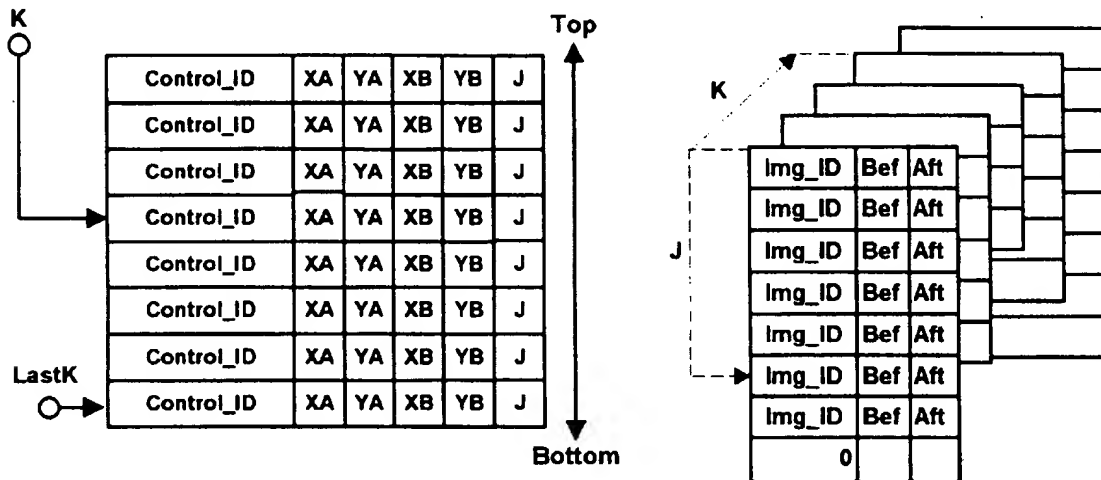 K
Top
Control_ID XA YA XB YB J
Control_ID XA YA XB YB J
Control_ID XA YA XB YB J
Control_ID XA YA XB YB J
Control_ID XA YA XB YB J
Control_ID XA YA XB YB J
Control_ID XA YA XB YB J
LastK
Control_ID XA YA XB YB J
Bottom
K
J
Img_ID Bef Aft
Img_ID Bef Aft
Img_ID Bef Aft
Img_ID Bef Aft
Img_ID Bef Aft
Img_ID Bef Aft
Img_ID Bef Aft
0